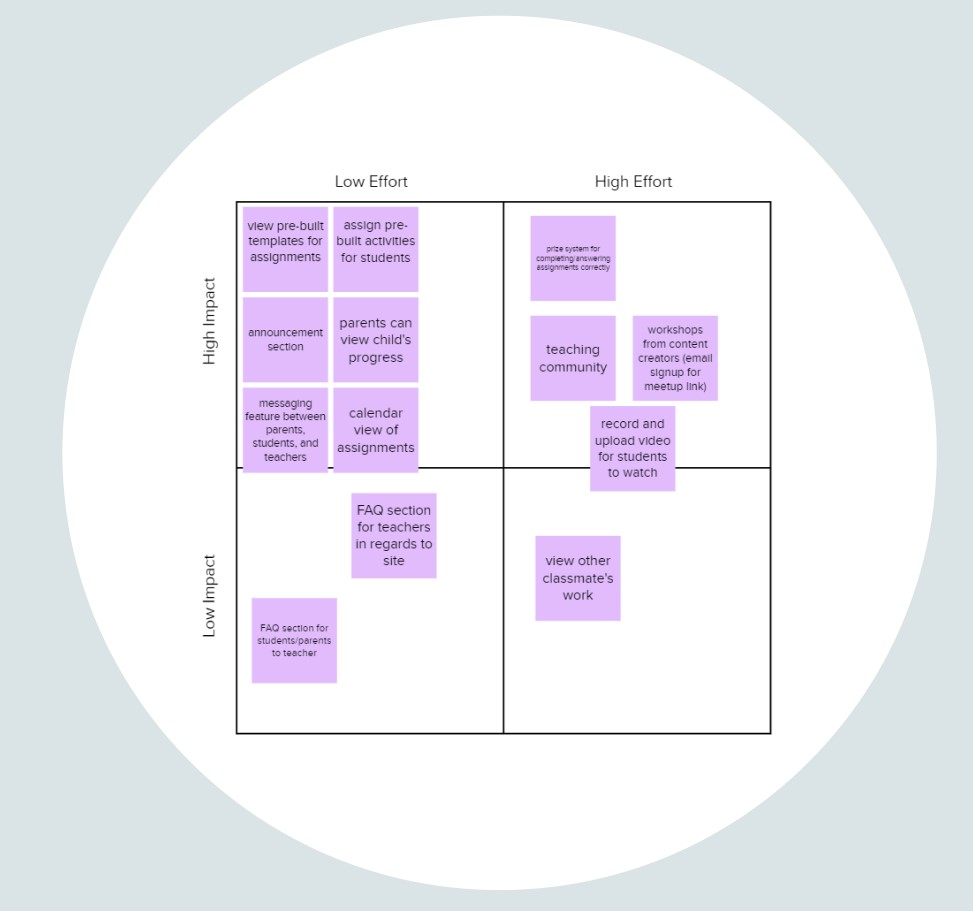 Low Effort
High Effort
High Impact
view pre-built
templates for
assignments
assign pre-
built activities
for students
announcement
section
parents can
view child's
progress
messaging
feature between
parents,
students, and
teachers
calendar
view of
assignments
prize system for
completing/answering
assignments correctly
teaching
community
workshops
from content
creators (email
signup for
meetup link)
record and
upload video
for students
to watch
Low Impact
FAQ section
for teachers
in regards to
site
FAQ section for
students/parents
to teacher
view other
classmate's
work